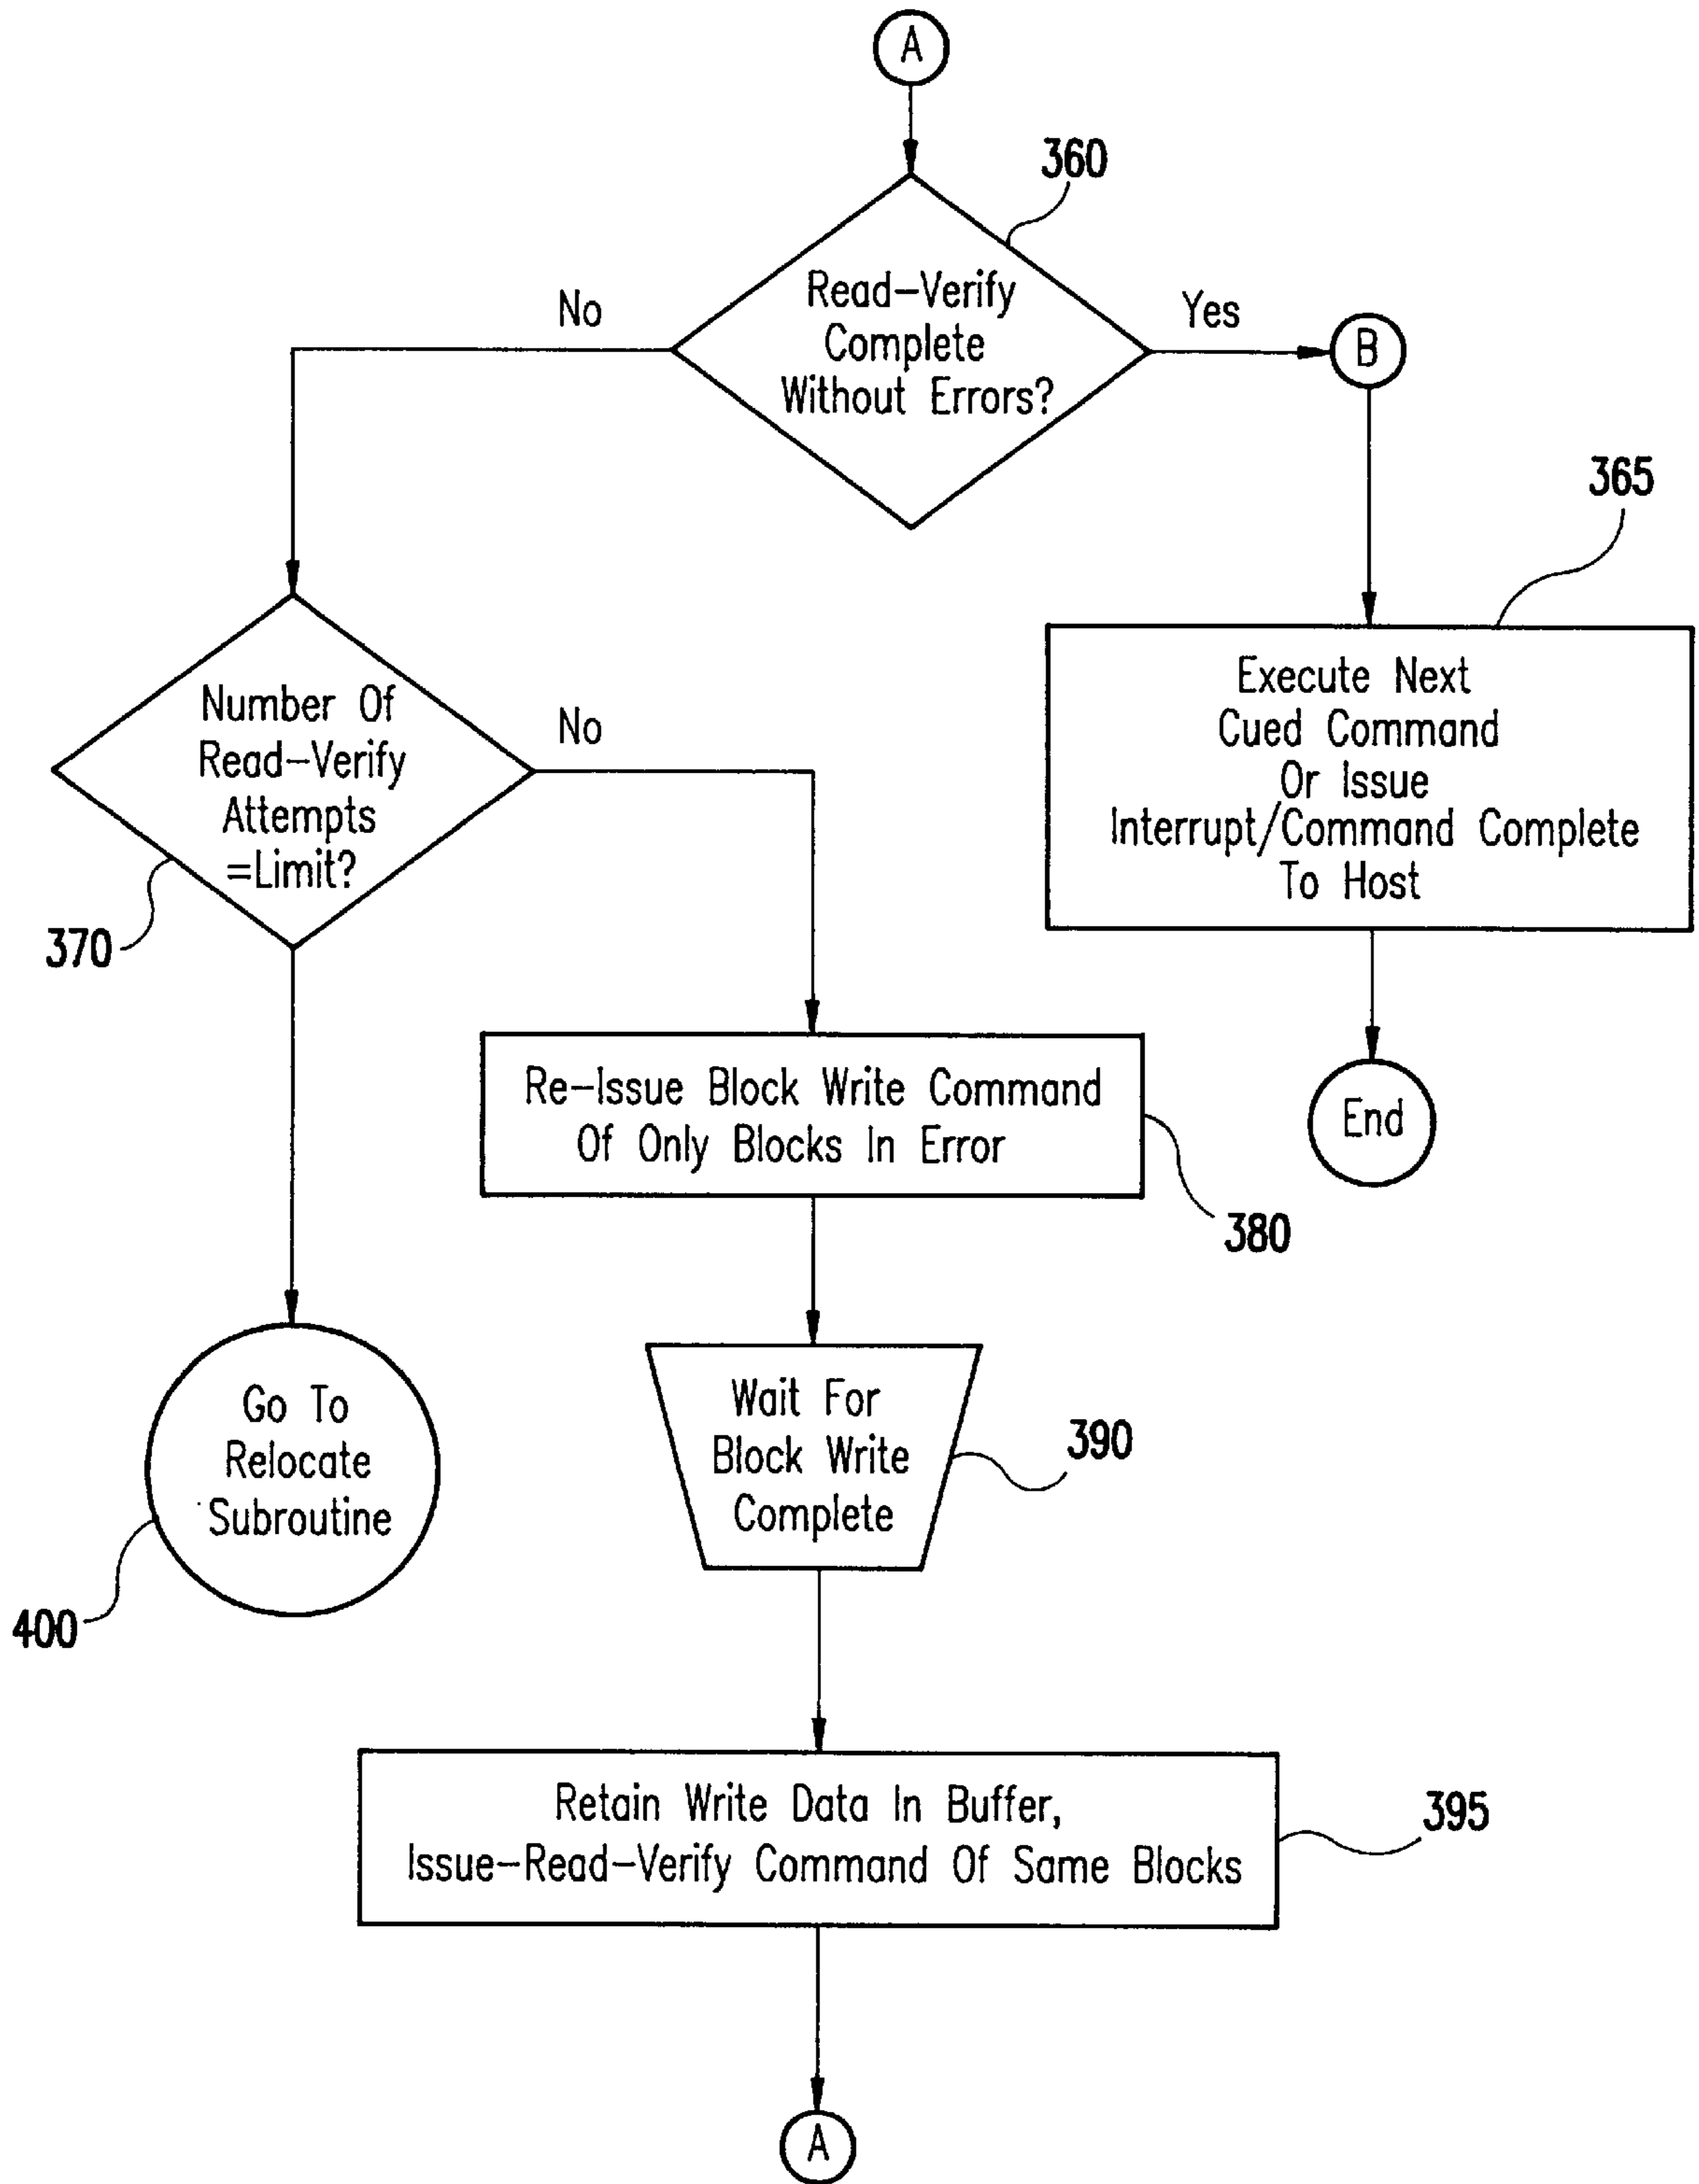 A
360
Read-Verify
Complete
Without Errors?
No
Yes
B
365
Execute Next
Cued Command
Or Issue
Interrupt/Command Complete
To Host
Number Of
Read-Verify
Attempts
=Limit?
No
370
Re-Issue Block Write Command
Of Only Blocks In Error
380
End
Go To
Relocate
Subroutine
400
Wait For
Block Write
Complete
390
Retain Write Data In Buffer,
Issue-Read-Verify Command Of Same Blocks
395
A